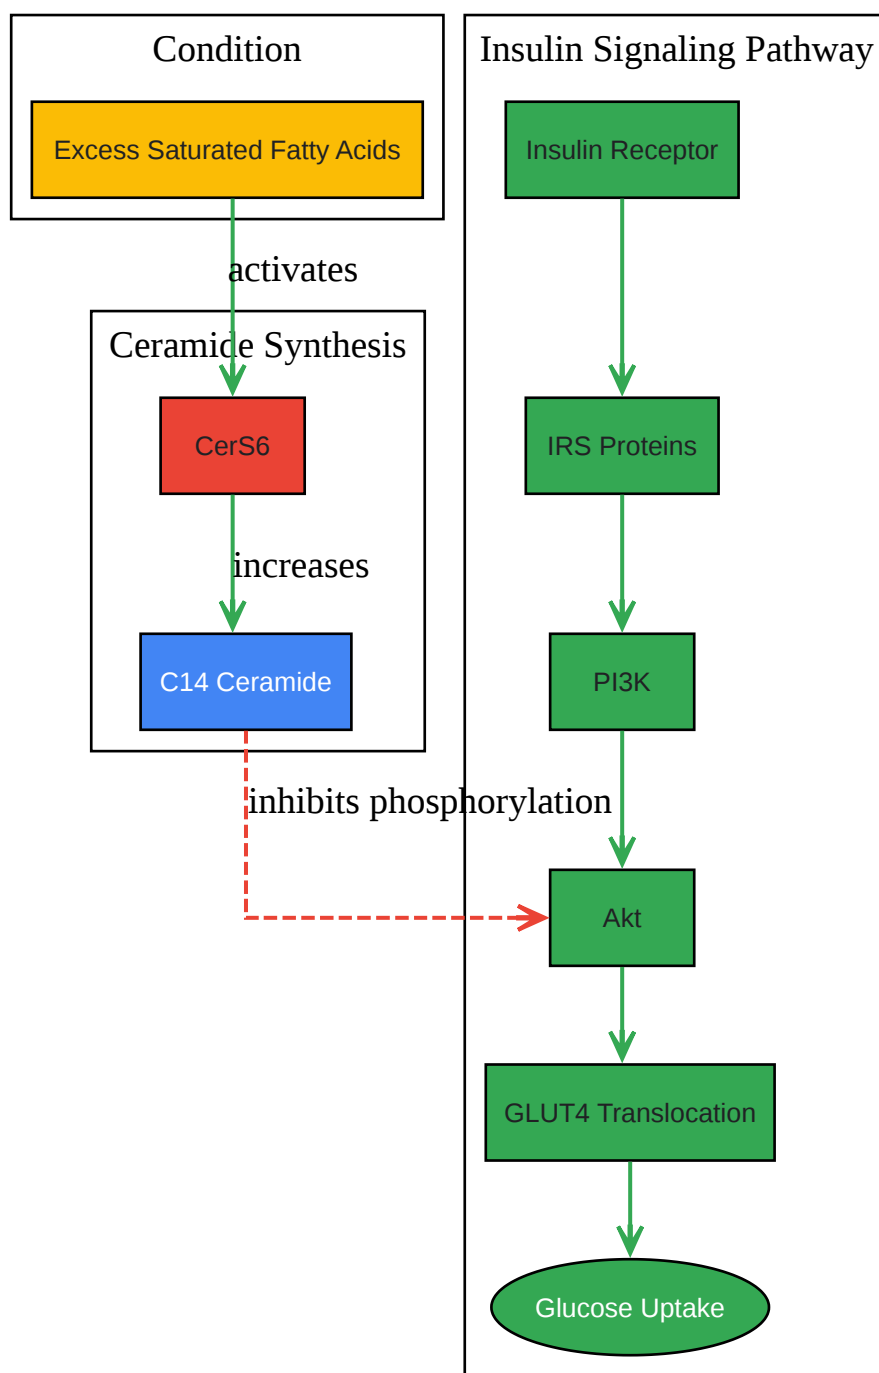 Condition
Excess Saturated Fatty Acids
activates
Ceramide Synthesis
CerS6
increases
C14 Ceramide
inhibits phosphorylation
Insulin Signaling Pathway
Insulin Receptor
IRS Proteins
PI3K
Akt
GLUT4 Translocation
Glucose Uptake